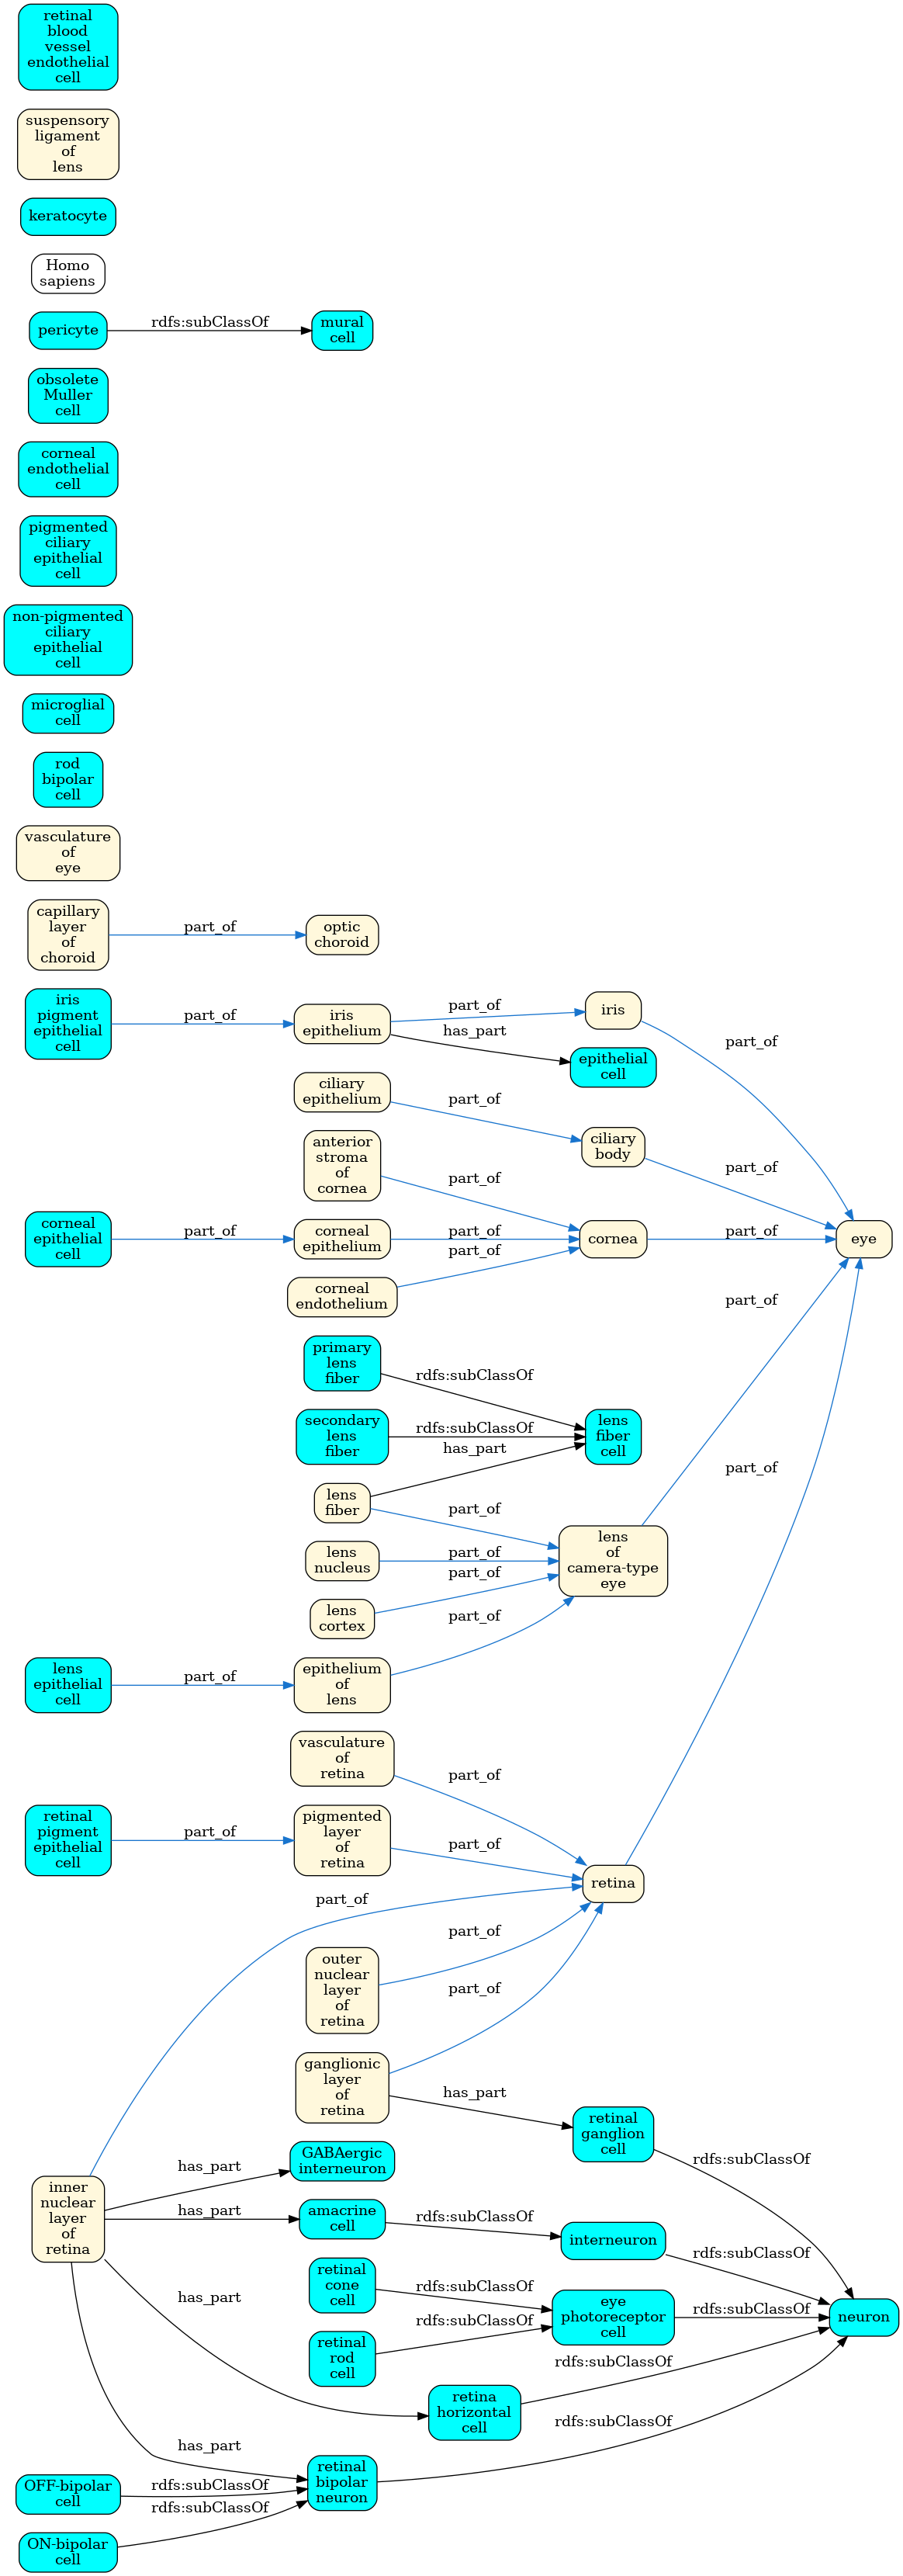 retinal
blood
vessel
endothelial
cell
suspensory
ligament
of
lens
keratocyte
Homo
sapiens
pericyte
rdfs:subClassOf
mural
cell
obsolete
Muller
cell
corneal
endothelial
cell
pigmented
ciliary
epithelial
cell
non-pigmented
ciliary
epithelial
cell
microglial
cell
rod
bipolar
cell
vasculature
of
eye
capillary
layer
of
choroid
part_of
optic
choroid
iris
pigment
epithelial
cell
part_of
iris
epithelium
part_of
iris
part_of
has_part
epithelial
cell
ciliary
epithelium
part_of
ciliary
body
part_of
anterior
stroma
of
cornea
part_of
corneal
epithelial
cell
part_of
corneal
epithelium
part_of
cornea
part_of
eye
corneal
endothelium
part_of
primary
lens
fiber
rdfs:subClassOf
secondary
lens
fiber
rdfs:subClassOf
lens
fiber
cell
has_part
lens
fiber
part_of
lens
nucleus
part_of
lens
of
camera-type
eye
part_of
lens
cortex
part_of
lens
epithelial
cell
part_of
epithelium
of
lens
part_of
vasculature
of
retina
part_of
retinal
pigment
epithelial
cell
part_of
pigmented
layer
of
retina
part_of
retina
part_of
part_of
outer
nuclear
layer
of
retina
part_of
ganglionic
layer
of
retina
part_of
has_part
retinal
ganglion
cell
rdfs:subClassOf
inner
nuclear
layer
of
retina
has_part
GABAergic
interneuron
has_part
amacrine
cell
rdfs:subClassOf
interneuron
rdfs:subClassOf
retinal
cone
cell
rdfs:subClassOf
eye
photoreceptor
cell
rdfs:subClassOf
neuron
retinal
rod
cell
rdfs:subClassOf
has_part
retina
horizontal
cell
rdfs:subClassOf
has_part
retinal
bipolar
neuron
rdfs:subClassOf
OFF-bipolar
cell
rdfs:subClassOf
ON-bipolar
cell
rdfs:subClassOf